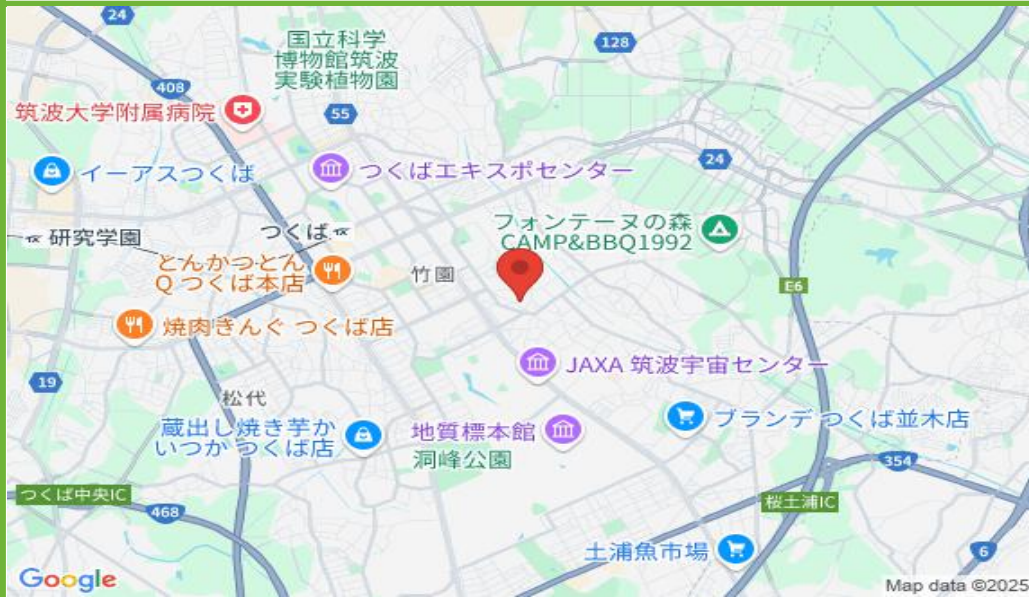 24
国立科学
博物館筑波
実験植物園
128
408
筑波大学附属病院
55
イーアスつくば
つくばエキスポセンター
24
フォンテーヌの森
CAMP&BBQ1992
研究学園
つくば
とんかつとん
Q つくば本店
竹園
E6
焼肉きんぐ つくば店
JAXA 筑波宇宙センター
19
松代
蔵出し焼き芋か
いつか つくば店
地質標本館
洞峰公園
ブランデ つくば並木店
354
つくば中央IC
468
桜土浦IC
土浦魚市場
6
Google
Map data ©2025